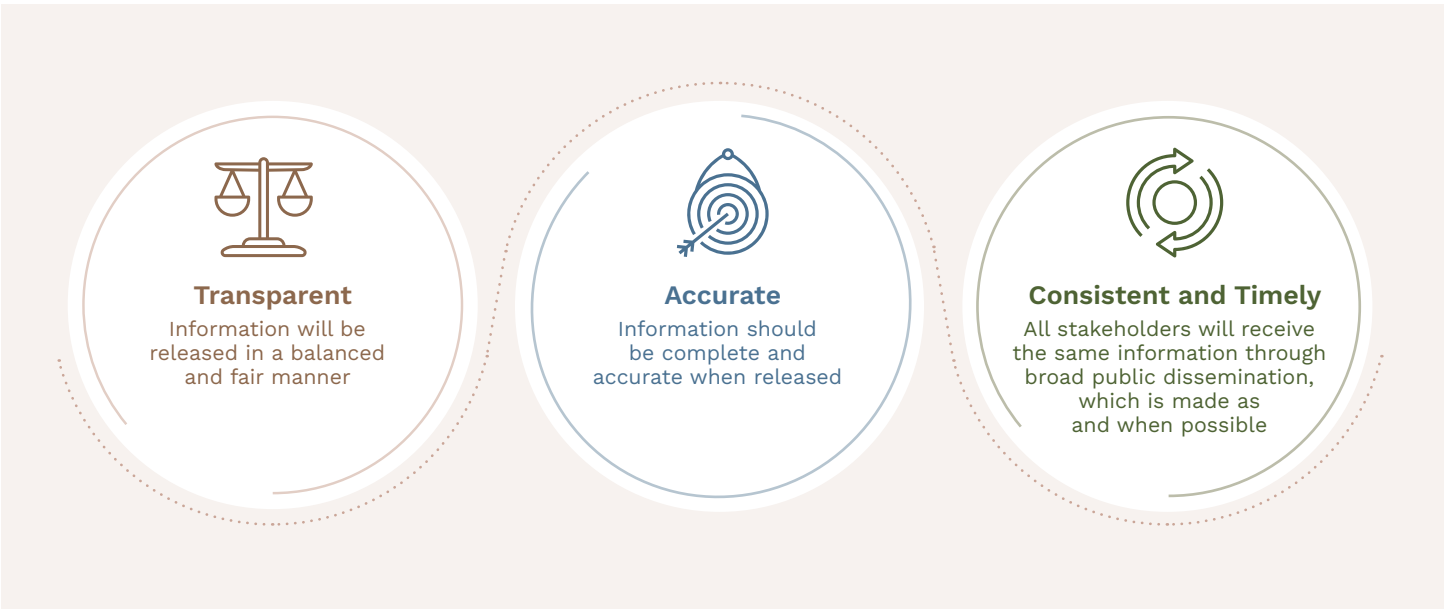 Transparent
Information will be
released in a balanced
and fair manner
Accurate
Information should
be complete and
accurate when released
Consistent and Timely
All stakeholders will receive
the same information through
broad public dissemination,
which is made as
and when possible